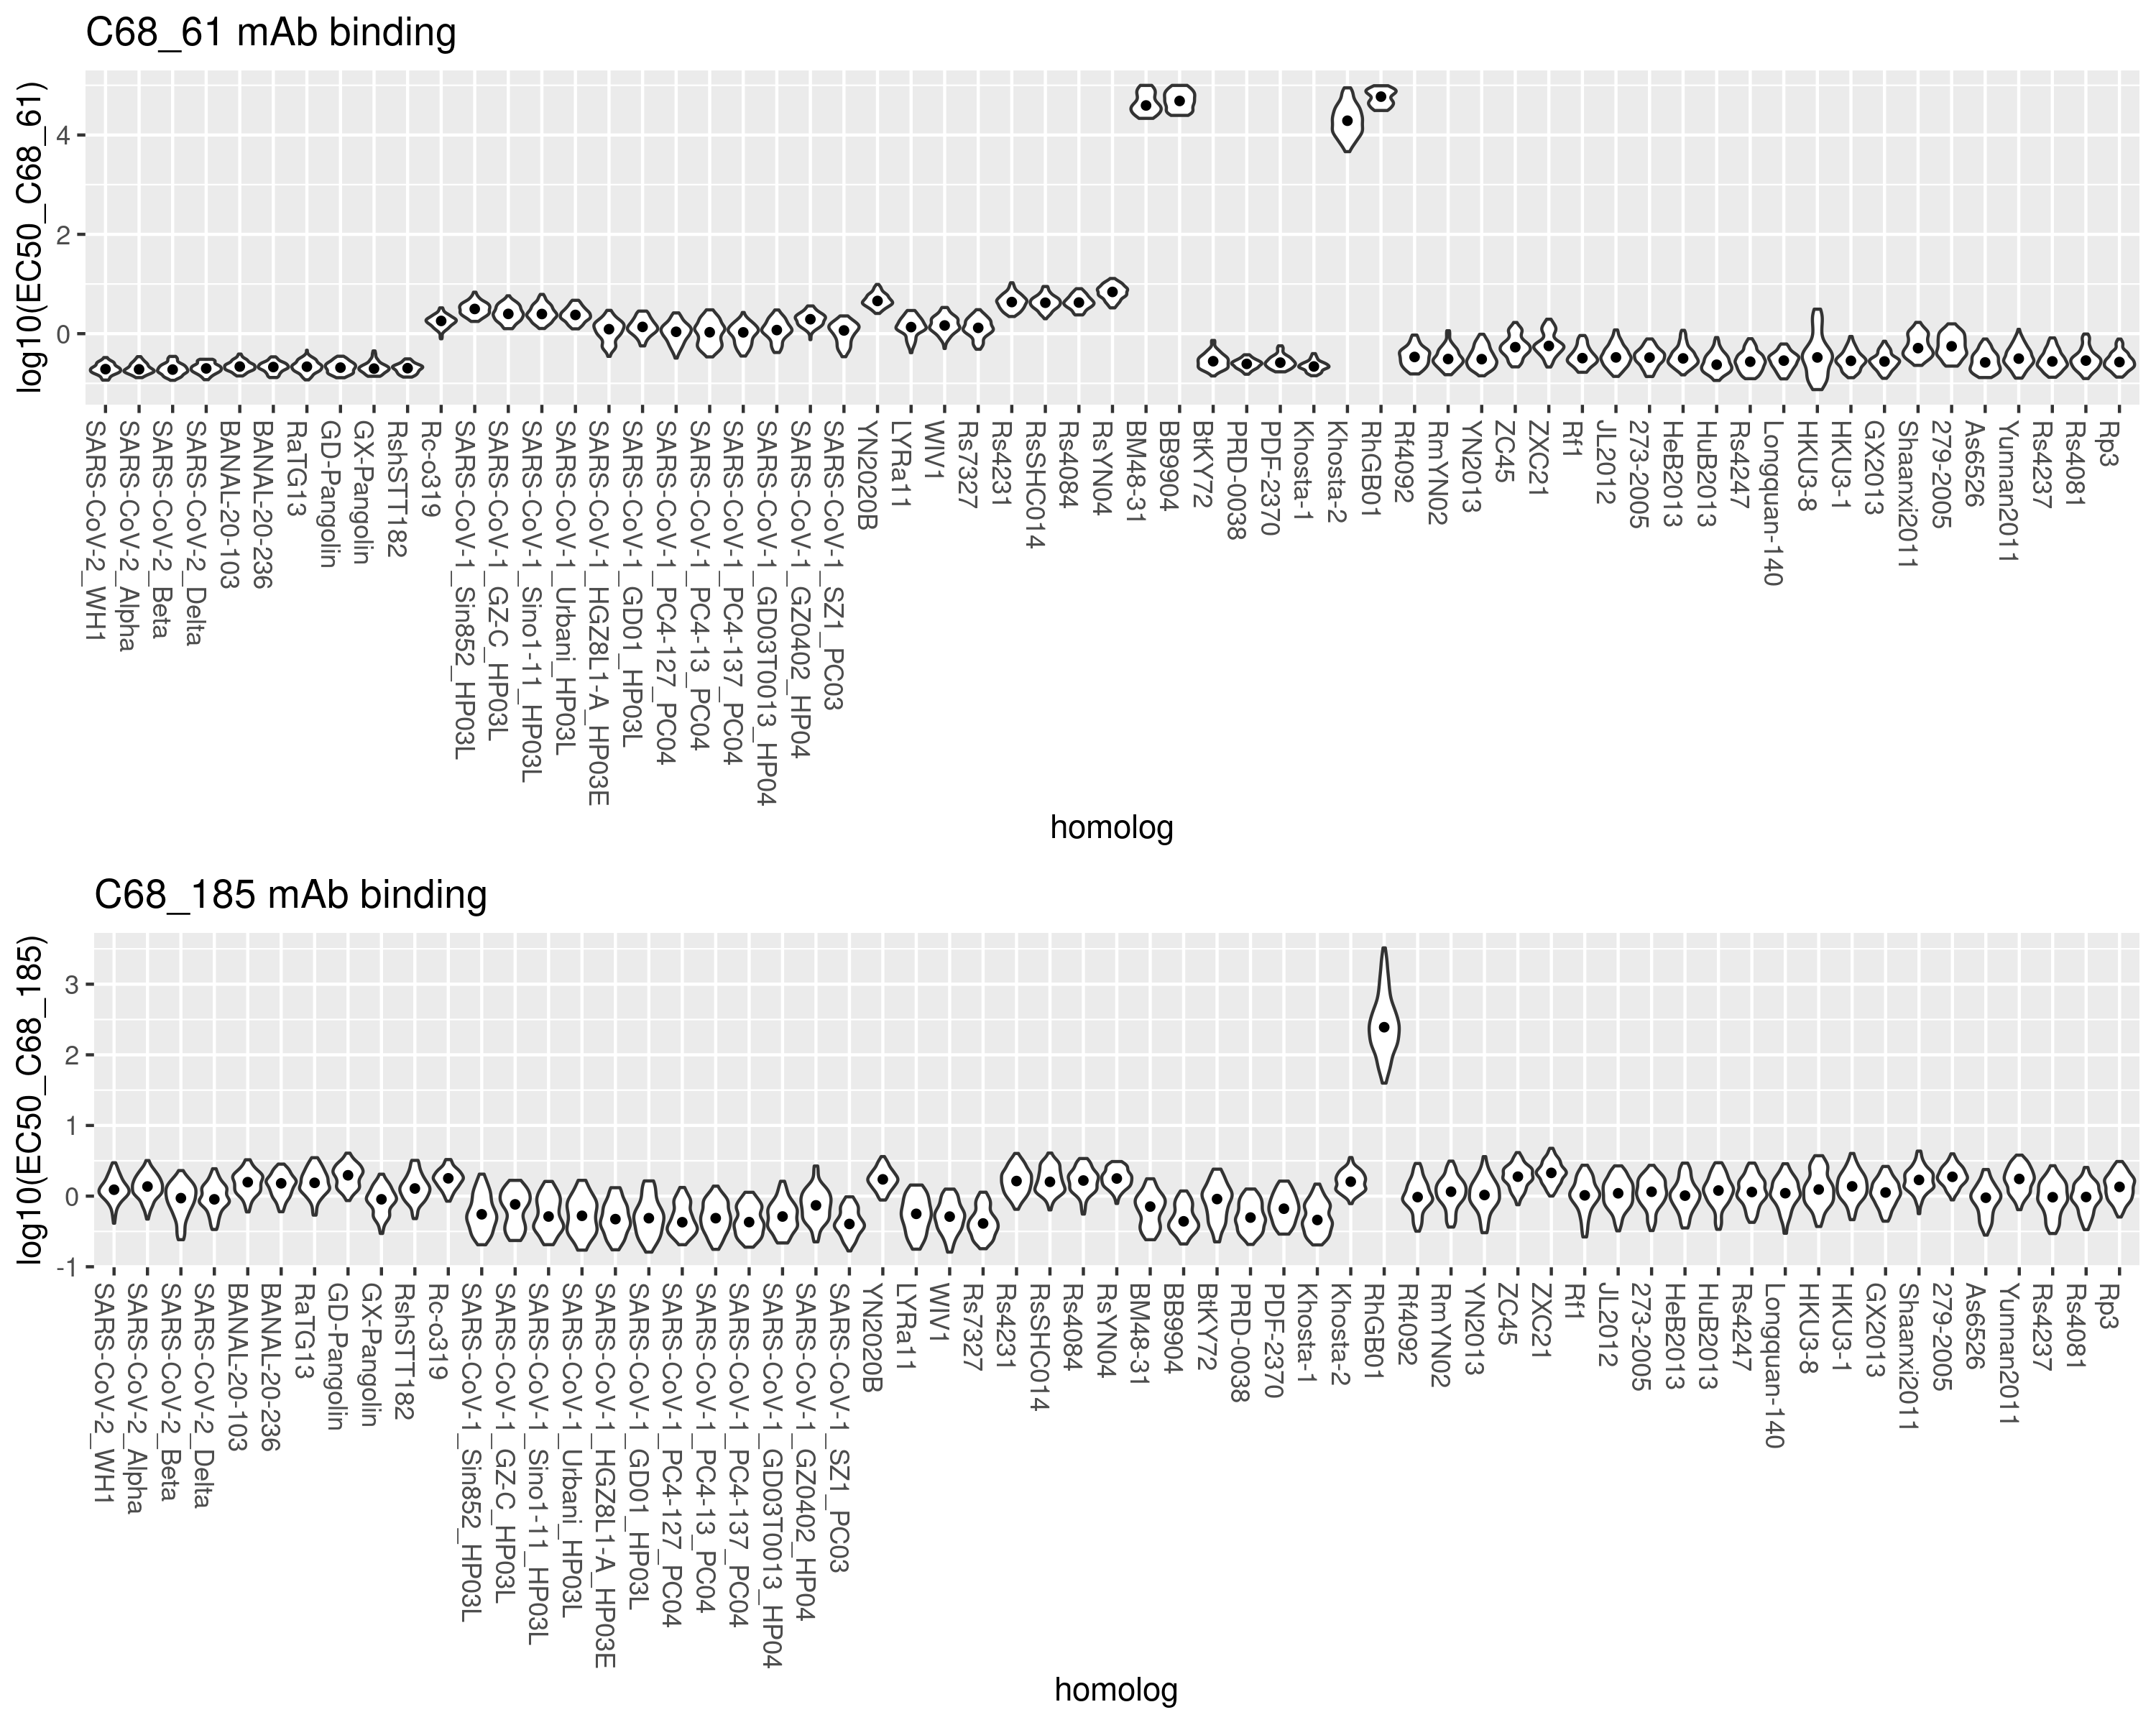 C68_61 mAb binding
log10(EC50_C68_61)
4
2
0
SARS-CoV-2_WH1
SARS-CoV-2_Alpha
SARS-CoV-2_Beta
SARS-CoV-2_Delta
BANAL-20-103
BANAL-20-236
RaTG13
GD-Pangolin
GX-Pangolin
RshSTT182
Rc-o319
SARS-CoV-1_Sin852_HP03L
SARS-CoV-1_GZ-C_HP03L
SARS-CoV-1_Sino1-11_HP03L
SARS-CoV-1_Urbani_HP03L
SARS-CoV-1_HGZ8L1-A_HP03E
SARS-CoV-1_GD01_HP03L
SARS-CoV-1_PC4-127_PC04
SARS-CoV-1_PC4-13_PC04
SARS-CoV-1_PC4-137_PC04
SARS-CoV-1_GD03T0013_HP04
SARS-CoV-1_GZ0402_HP04
SARS-CoV-1_SZ1_PC03
YN2020B
LYRa11
WIV1
Rs7327
Rs4231
RsSHC014
Rs4084
RsYN04
BM48-31
BB9904
BtKY72
PRD-0038
PDF-2370
Khosta-1
Khosta-2
RhGB01
Rf4092
RmYN02
YN2013
ZC45
ZXC21
Rf1
JL2012
273-2005
HeB2013
HuB2013
Rs4247
Longquan-140
HKU3-8
HKU3-1
GX2013
Shaanxi2011
279-2005
As6526
Yunnan2011
Rs4237
Rs4081
Rp3
homolog
C68_185 mAb binding
log10(EC50_C68_185)
3
2
1
0
-1
SARS-CoV-2_WH1
SARS-CoV-2_Alpha
SARS-CoV-2_Beta
SARS-CoV-2_Delta
BANAL-20-103
BANAL-20-236
RaTG13
GD-Pangolin
GX-Pangolin
RshSTT182
Rc-o319
SARS-CoV-1_Sin852_HP03L
SARS-CoV-1_GZ-C_HP03L
SARS-CoV-1_Sino1-11_HP03L
SARS-CoV-1_Urbani_HP03L
SARS-CoV-1_HGZ8L1-A_HP03E
SARS-CoV-1_GD01_HP03L
SARS-CoV-1_PC4-127_PC04
SARS-CoV-1_PC4-13_PC04
SARS-CoV-1_PC4-137_PC04
SARS-CoV-1_GD03T0013_HP04
SARS-CoV-1_GZ0402_HP04
SARS-CoV-1_SZ1_PC03
YN2020B
LYRa11
WIV1
Rs7327
Rs4231
RsSHC014
Rs4084
RsYN04
BM48-31
BB9904
BtKY72
PRD-0038
PDF-2370
Khosta-1
Khosta-2
RhGB01
Rf4092
RmYN02
YN2013
ZC45
ZXC21
Rf1
JL2012
273-2005
HeB2013
HuB2013
Rs4247
Longquan-140
HKU3-8
HKU3-1
GX2013
Shaanxi2011
279-2005
As6526
Yunnan2011
Rs4237
Rs4081
Rp3
homolog